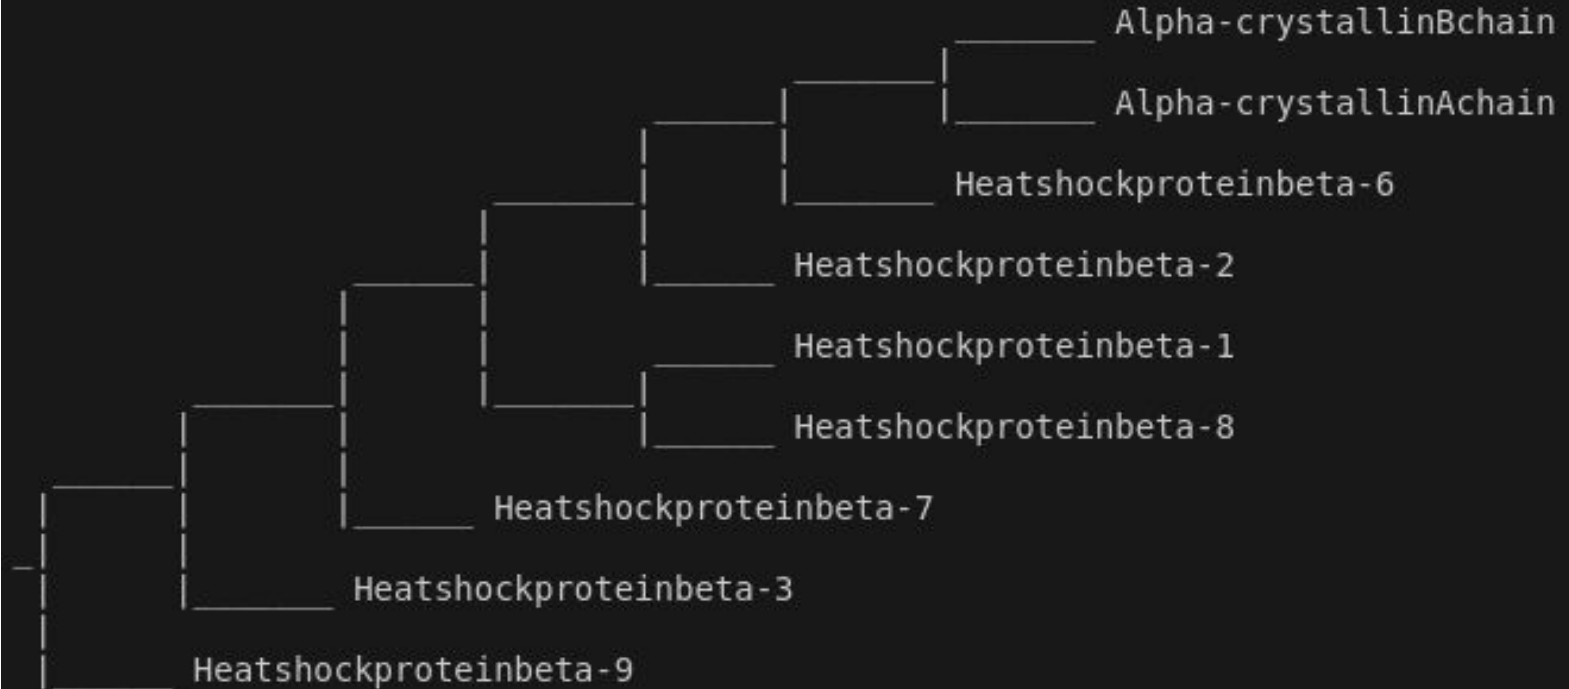 Alpha-crystallinBchain
Alpha-crystallinAchain
Heatshockproteinbeta-6
Heatshockproteinbeta-2
Heatshockproteinbeta-1
Heatshockproteinbeta-8
Heatshockproteinbeta-7
Heatshockproteinbeta-3
Heatshockproteinbeta-9